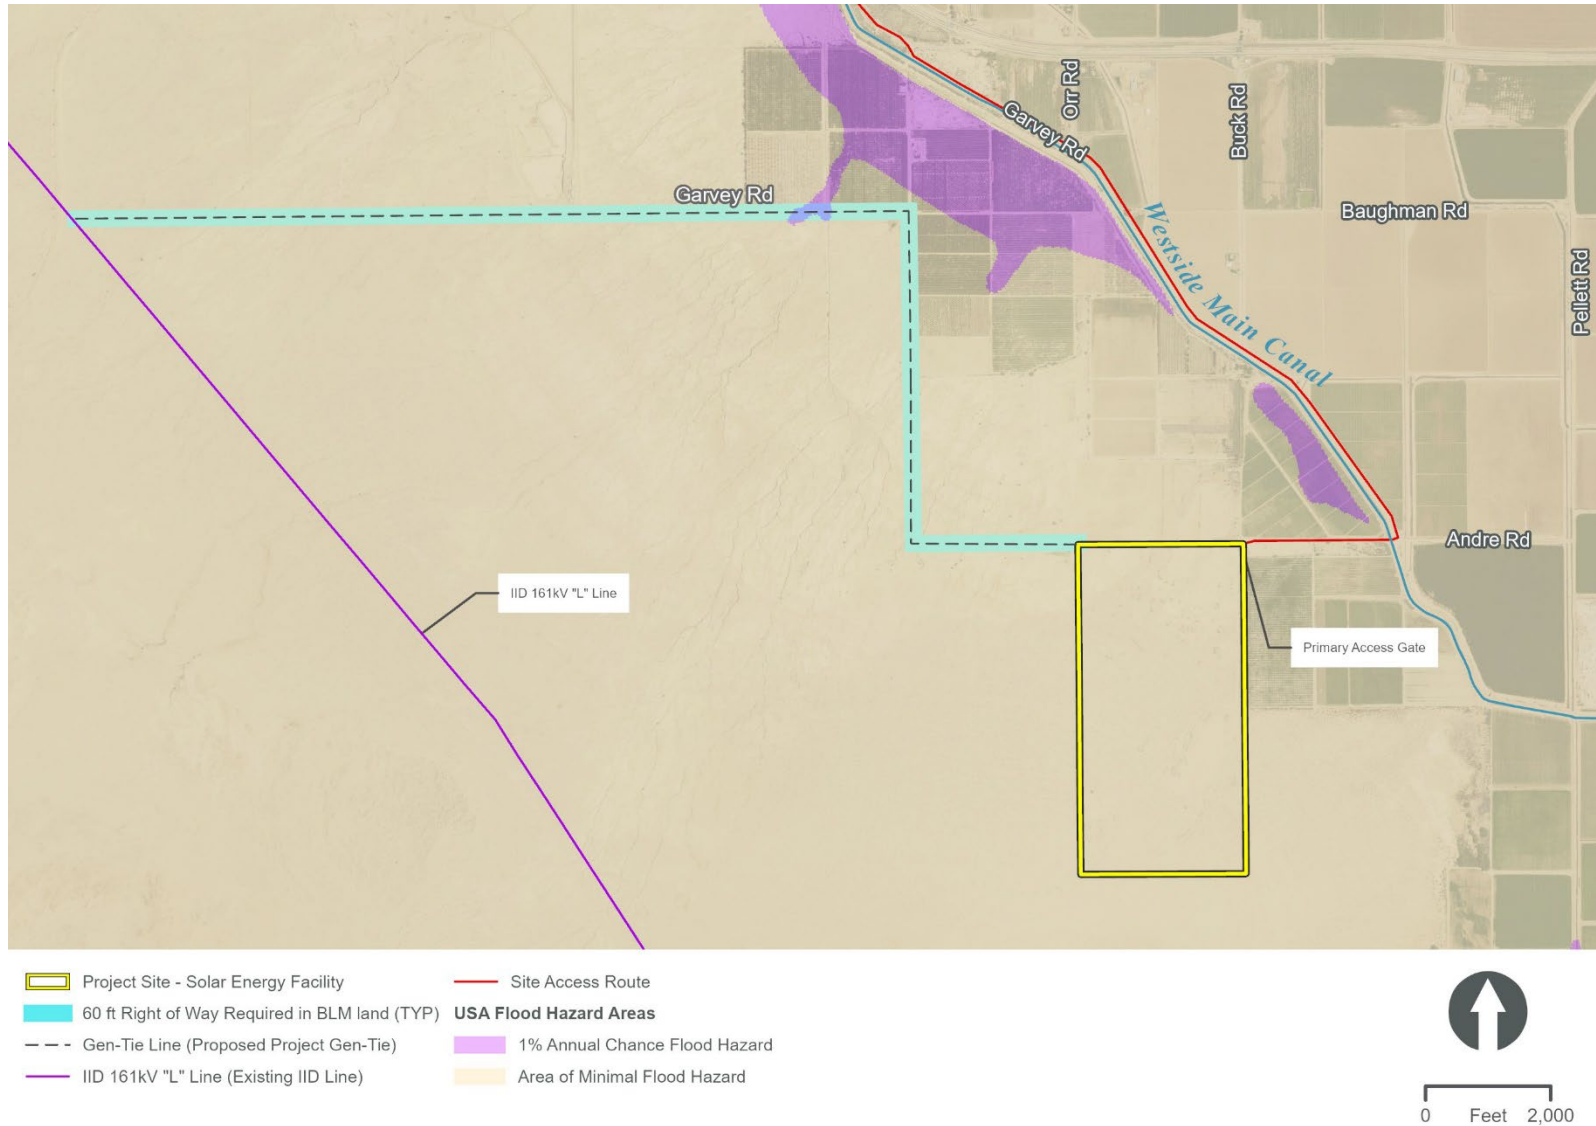 Orr Rd
Buck Rd
Garvey Rd
Garvey Rd
Baughman Rd
Westside Main Canal
Pellett Rd
Andre Rd
IID 161kV "L" Line
Primary Access Gate
Project Site - Solar Energy Facility
60 ft Right of Way Required in BLM land (TYP)
Gen-Tie Line (Proposed Project Gen-Tie)
IID 161kV "L" Line (Existing IID Line)
Site Access Route
USA Flood Hazard Areas
1% Annual Chance Flood Hazard
Area of Minimal Flood Hazard
0 Feet 2,000